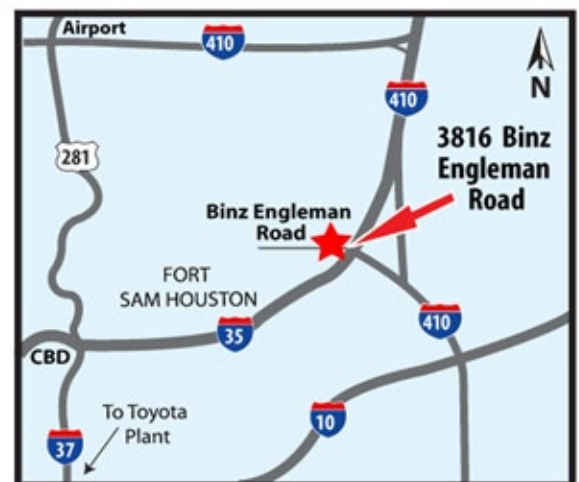 Airport
410
410
N
281
3816 Binz
Engleman
Road
Binz Engleman
Road
FORT
SAM HOUSTON
35
410
CBD
To Toyota
Plant
10
37